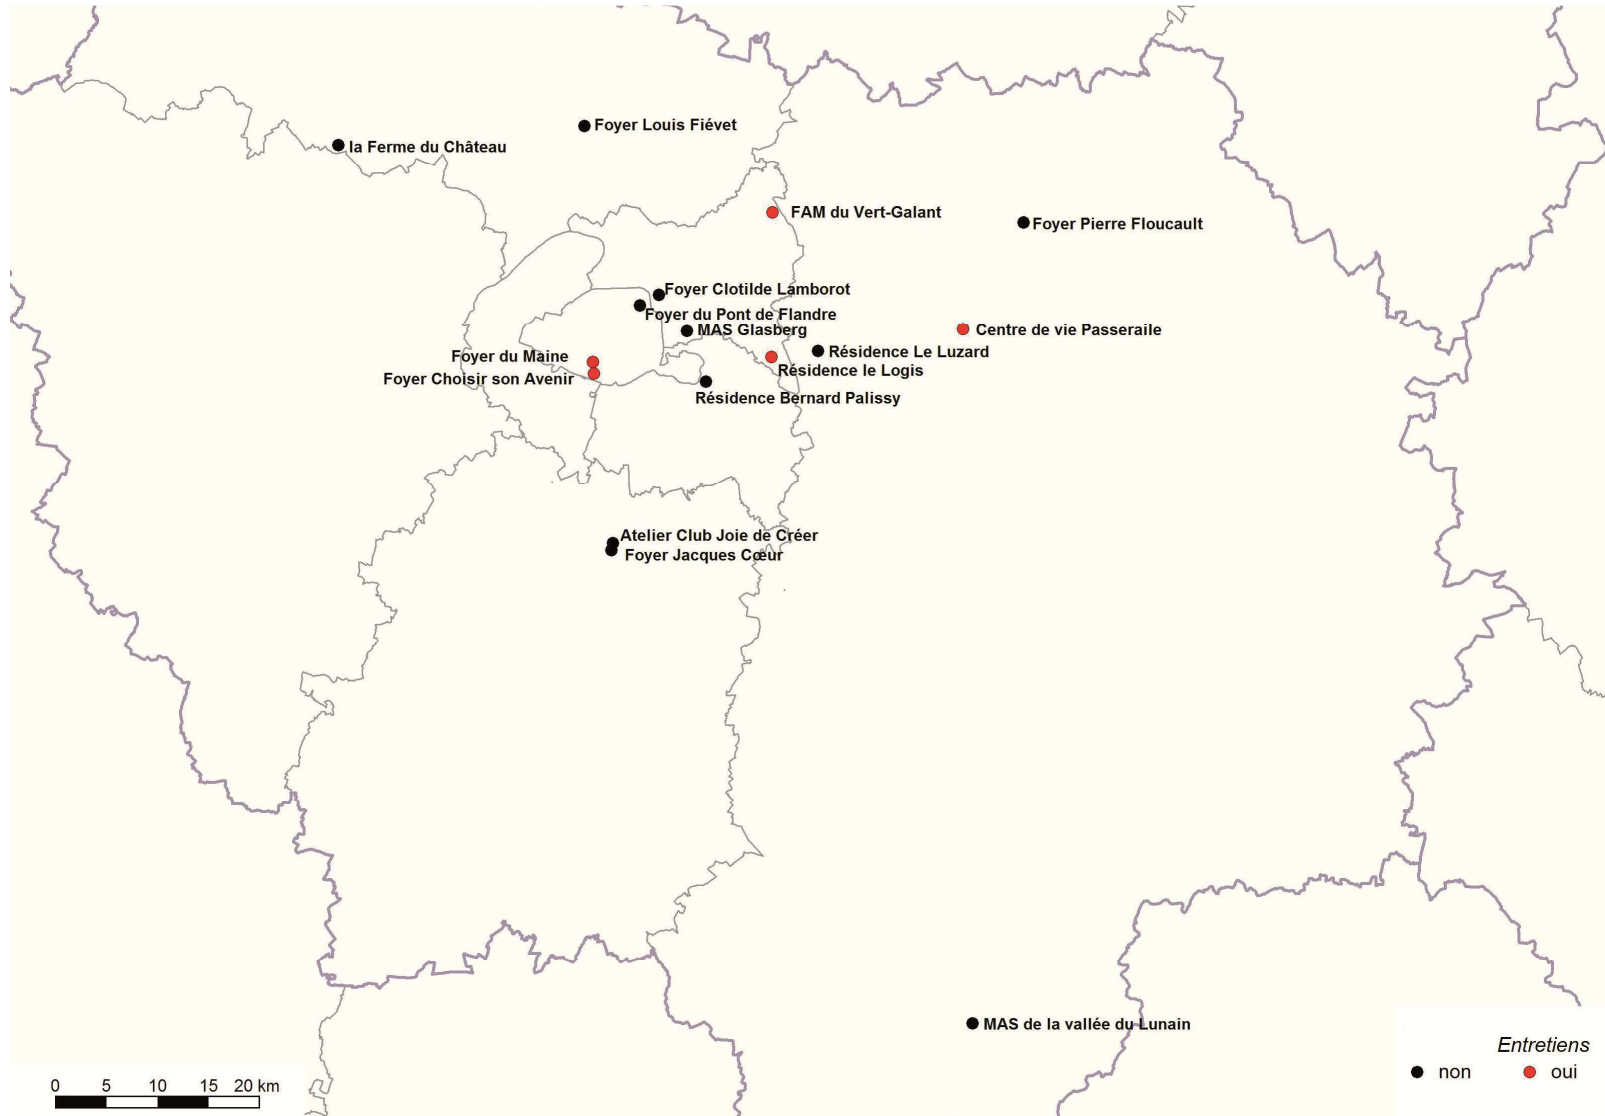 Foyer Louis Fiévet
la Ferme du Château
FAM du Vert-Galant
Foyer Pierre Floucault
Foyer Clotilde Lamborot
Foyer du Pont de Flandre
MAS Glasberg
Centre de vie Passeraile
Résidence Le Luzard
Foyer du Maine
Résidence le Logis
Foyer Choisir son Avenir
Résidence Bernard Palissy
Atelier Club Joie de Créer
Foyer Jacques Cœur
MAS de la vallée du Lunain
Entretiens
non oui
0 5 10 15 20 km